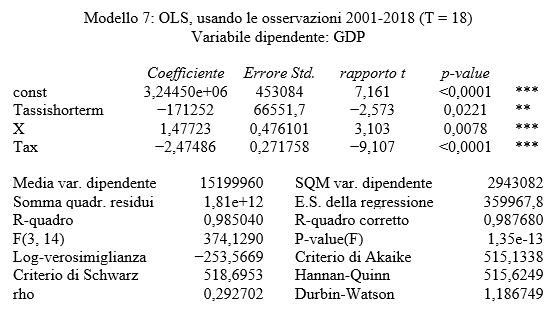 Modello 7: OLS, usando le osservazioni 2001-2018 (T = 18)
Variabile dipendente: GDP
Coefficiente Errore Std. rapporto t p-value
const 3,24450e+06 453084 7,161 <0,0001 ***
Tassishorterm −171252 66551,7 −2,573 0,0221 **
X 1,47723 0,476101 3,103 0,0078 ***
Tax −2,47486 0,271758 −9,107 <0,0001 ***
Media var. dipendente 15199960 SQM var. dipendente 2943082
Somma quadr. residui 1,81e+12 E.S. della regressione 359967,8
R-quadro 0,985040 R-quadro corretto 0,987680
F(3, 14) 374,1290 P-value(F) 1,35e-13
Log-verosimiglianza −253,5669 Criterio di Akaike 515,1338
Criterio di Schwarz 518,6953 Hannan-Quinn 515,6249
rho 0,292702 Durbin-Watson 1,186749